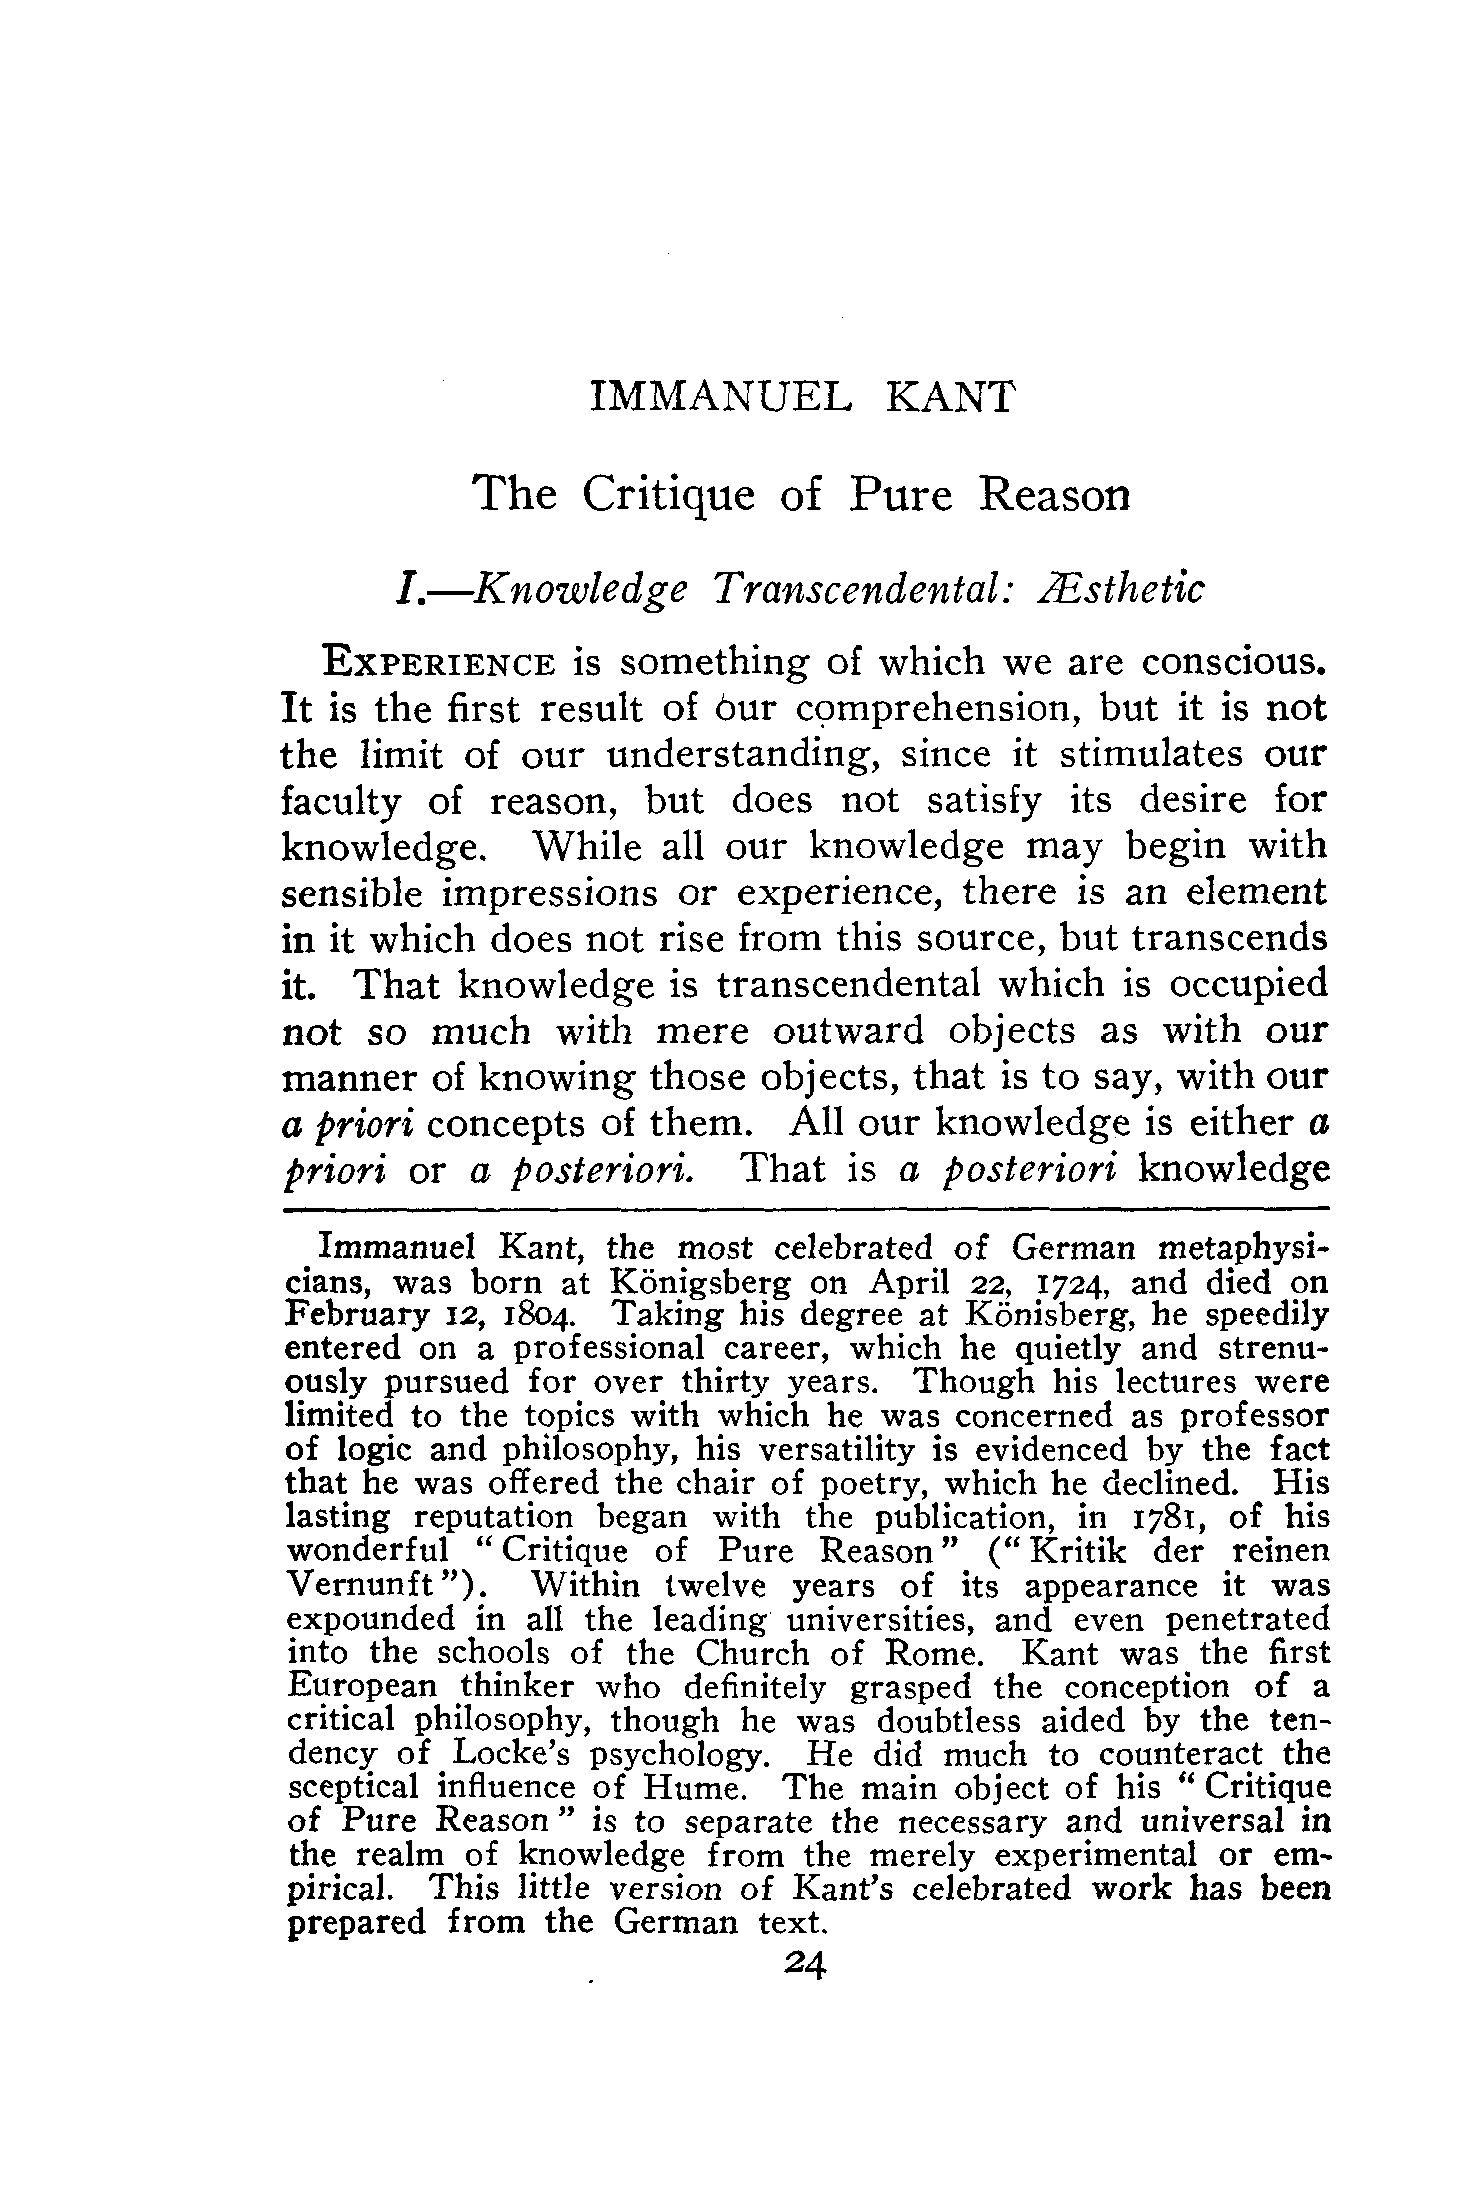 IMMANUEL KANT
The Critique of Pure Reason
I.—Knowledge Transcendental: Æsthetic
EXPERIENCE is something of which we are conscious.
It is the first result of our comprehension, but it is not
the limit of our understanding, since it stimulates our
faculty of reason, but does not satisfy its desire for
knowledge. While all our knowledge may begin with
sensible impressions or experience, there is an element
in it which does not rise from this source, but transcends
it. That knowledge is transcendental which is occupied
not so much with mere outward objects as with our
manner of knowing those objects, that is to say, with our
a priori concepts of them. All our knowledge is either a
priori or a posteriori. That is a posteriori knowledge
Immanuel Kant, the most celebrated of German metaphysi-
cians, was born at Königsberg on April 22, 1724, and died on
February 12, 1804. Taking his degree at Könisberg, he speedily
entered on a professional career, which he quietly and strenu-
ously pursued for over thirty years. Though his lectures were
limited to the topics with which he was concerned as professor
of logic and philosophy, his versatility is evidenced by the fact
that he was offered the chair of poetry, which he declined. His
lasting reputation began with the publication, in 1781, of his
wonderful “Critique of Pure Reason” (“Kritik der reinen
Vernunft”). Within twelve years of its appearance it was
expounded in all the leading universities, and even penetrated
into the schools of the Church of Rome. Kant was the first
European thinker who definitely grasped the conception of a
critical philosophy, though he was doubtless aided by the ten-
dency of Locke's psychology. He did much to counteract the
sceptical influence of Hume. The main object of his “Critique
of Pure Reason” is to separate the necessary and universal in
the realm of knowledge from the merely experimental or em-
pirical. This little version of Kant's celebrated work has been
prepared from the German text.
24